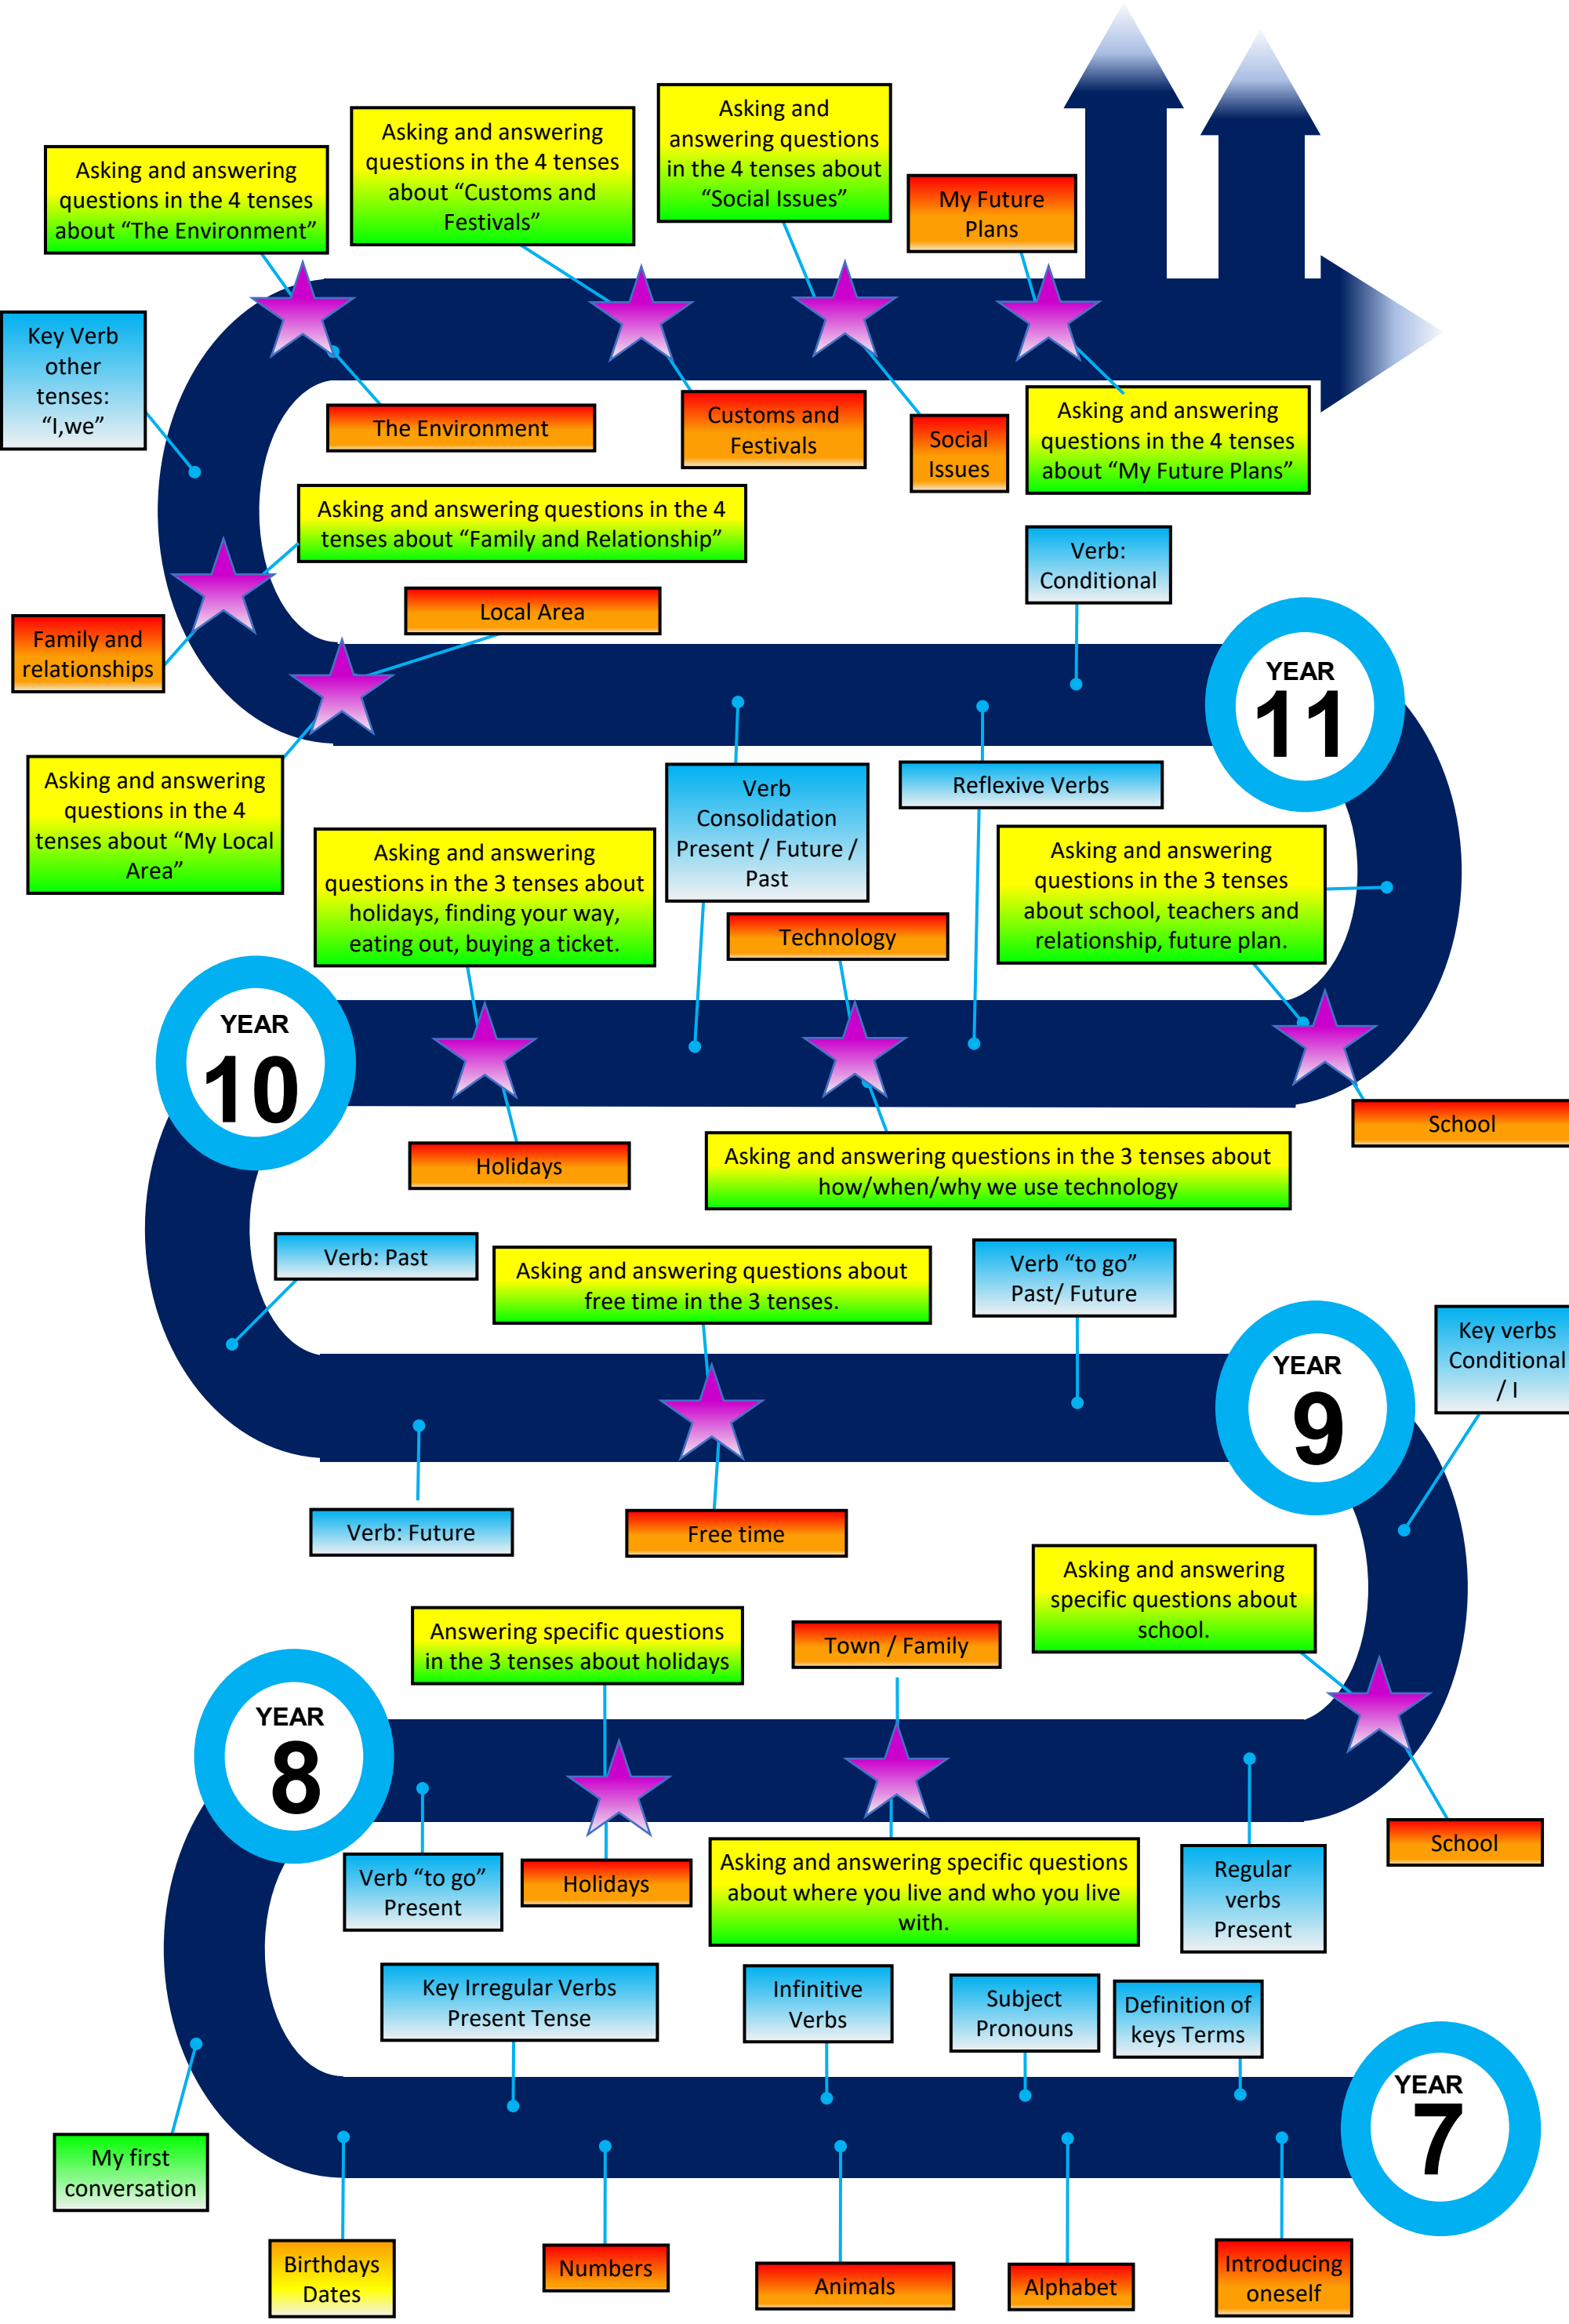 Asking and
answering questions
in the 4 tenses about
“Social Issues”
Asking and answering
questions in the 4 tenses
about “Customs and
Festivals”
Asking and answering
questions in the 4 tenses
about “The Environment”
My Future
Plans
Key Verb
other
tenses:
“I,we”
The Environment
Customs and
Festivals
Social
Issues
Asking and answering
questions in the 4 tenses
about “My Future Plans”
Asking and answering questions in the 4
tenses about “Family and Relationship”
Verb:
Conditional
Local Area
Family and
relationships
YEAR
11
Asking and answering
questions in the 4
tenses about “My Local
Area”
Verb
Consolidation
Present / Future /
Past
Reflexive Verbs
Asking and answering
questions in the 3 tenses about
holidays, finding your way,
eating out, buying a ticket.
Asking and answering
questions in the 3 tenses
about school, teachers and
relationship, future plan.
Technology
YEAR
10
School
Holidays
Asking and answering questions in the 3 tenses about
how/when/why we use technology
Verb: Past
Asking and answering questions about
free time in the 3 tenses.
Verb “to go”
Past/ Future
Key verbs
Conditional
/ I
YEAR
9
Verb: Future
Free time
Asking and answering
specific questions about
school.
Answering specific questions
in the 3 tenses about holidays
Town / Family
YEAR
8
School
Verb “to go”
Present
Holidays
Asking and answering specific questions
about where you live and who you live
with.
Regular
verbs
Present
Key Irregular Verbs
Present Tense
Infinitive
Verbs
Subject
Pronouns
Definition of
keys Terms
YEAR
7
My first
conversation
Birthdays
Dates
Numbers
Animals
Alphabet
Introducing
oneself